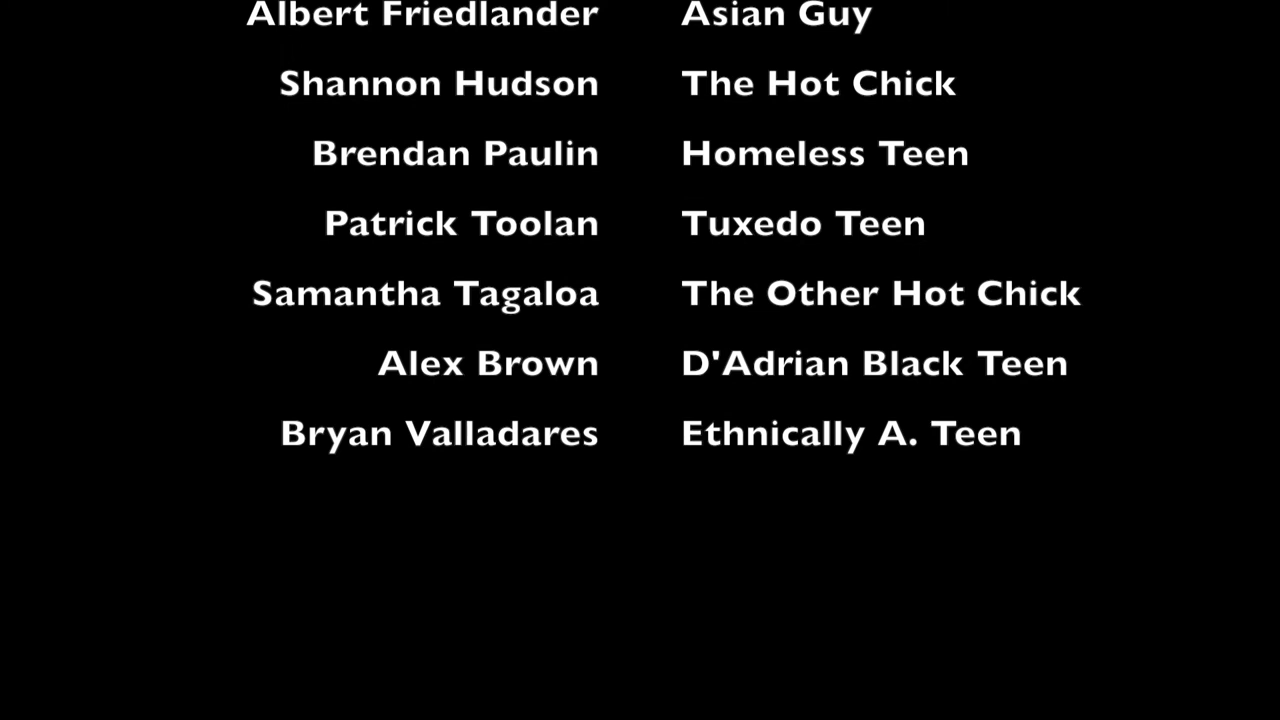 Albert Friedlander Asian Guy
Shannon Hudson The Hot Chick
Brendan Paulin Homeless Teen
Patrick Toolan Tuxedo Teen
Samantha Tagaloa The Other Hot Chick
Alex Brown D'Adrian Black Teen
Bryan Valladares Ethnically A. Teen